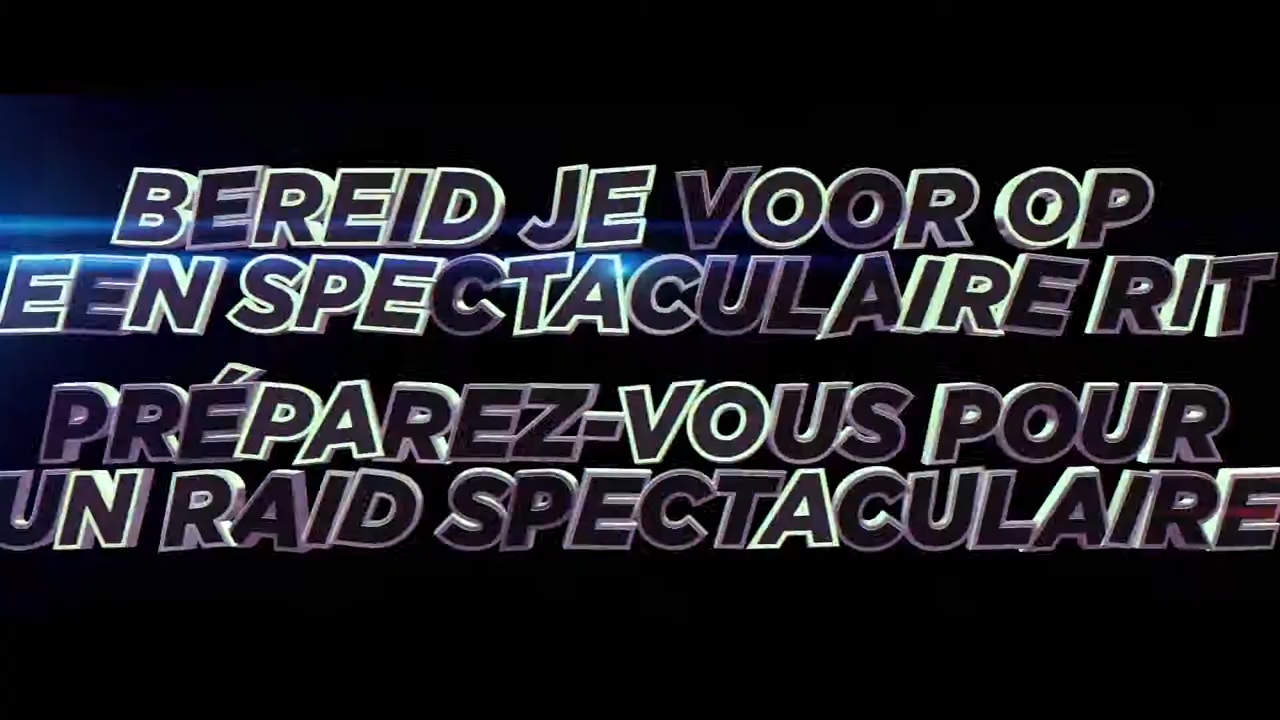 BEREID JE VOOR OP
EEN SPECTACULAIRE RIT
PRÉPAREZ-VOUS POUR
UN RAID SPECTACULAIRE